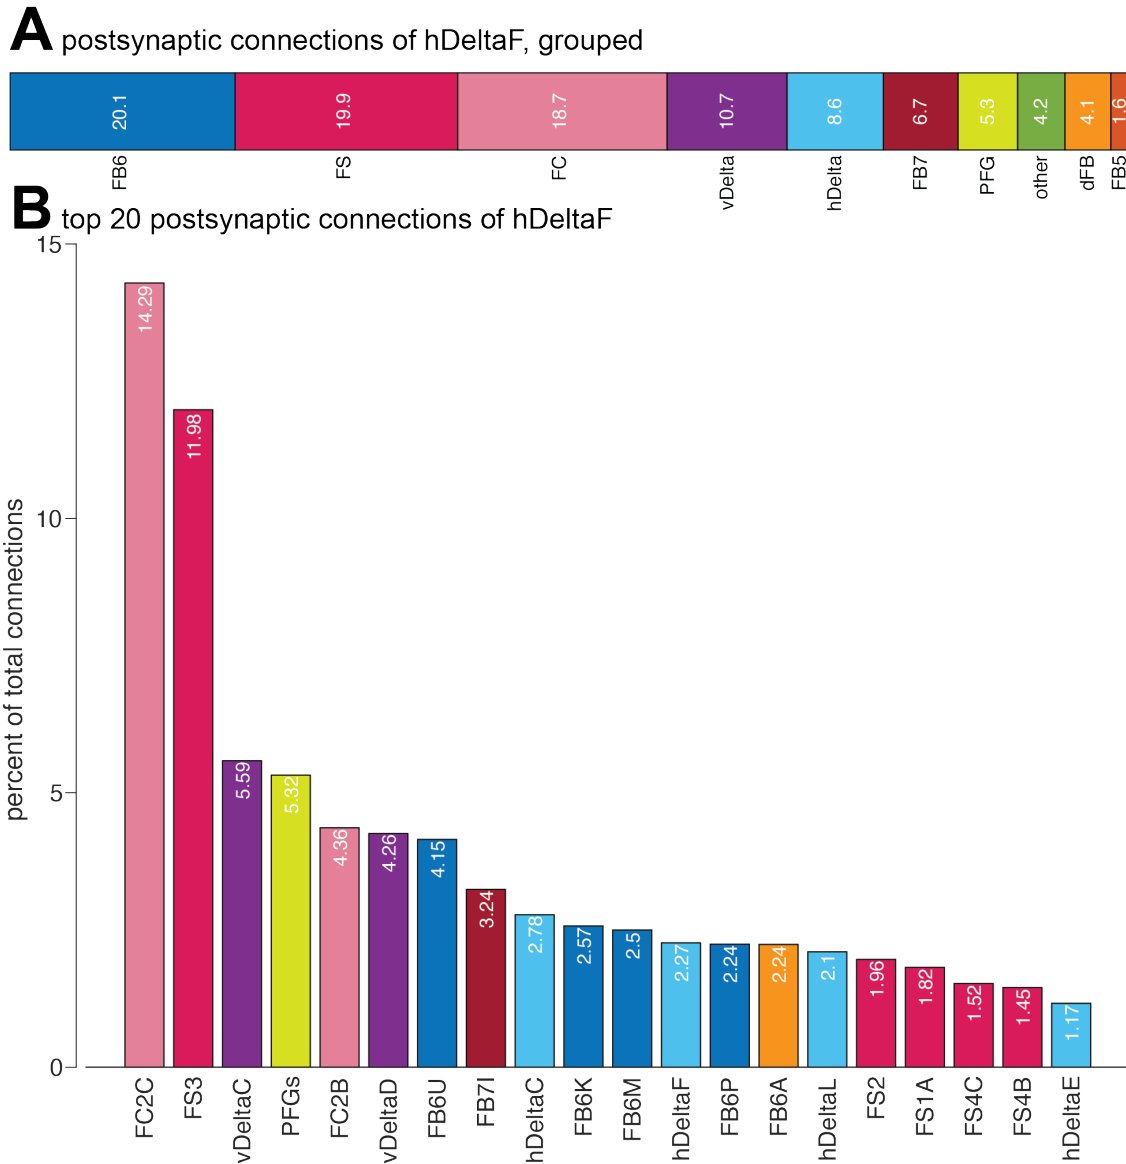 A postsynaptic connections of hDeltaF, grouped
20.1 19.9 18.7 10.7 8.6 6.7 5.3 4.2 4.1 1.6
FB6 FS FC vDelta hDelta FB7 PFG other dFB FB5
B top 20 postsynaptic connections of hDeltaF
percent of total connections
15
10
5
0
14.29 11.98 5.59 5.32 4.36 4.26 4.15 3.24 2.78 2.57 2.5 2.27 2.24 2.24 2.1 1.96 1.82 1.52 1.45 1.17
FC2C FS3 vDeltaC PFGs FC2B vDeltaD FB6U FB7I hDeltaC FB6K FB6M hDeltaF FB6P FB6A hDeltaL FS2 FS1A FS4C FS4B hDeltaE